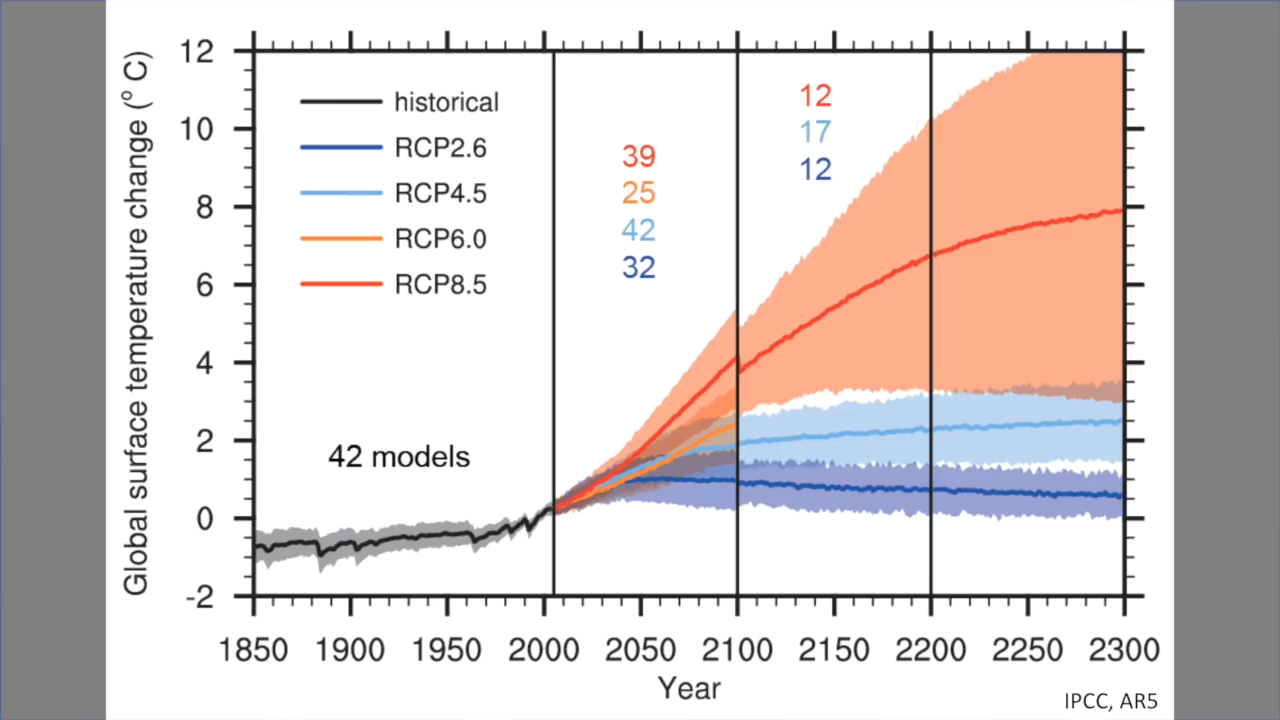 Global surface temperature change (° C)
12
10
8
6
4
2
0
-2
historical
RCP2.6
RCP4.5
RCP6.0
RCP8.5
39
25
42
32
12
17
12
42 models
1850 1900 1950 2000 2050 2100 2150 2200 2250 2300
Year
IPCC, AR5